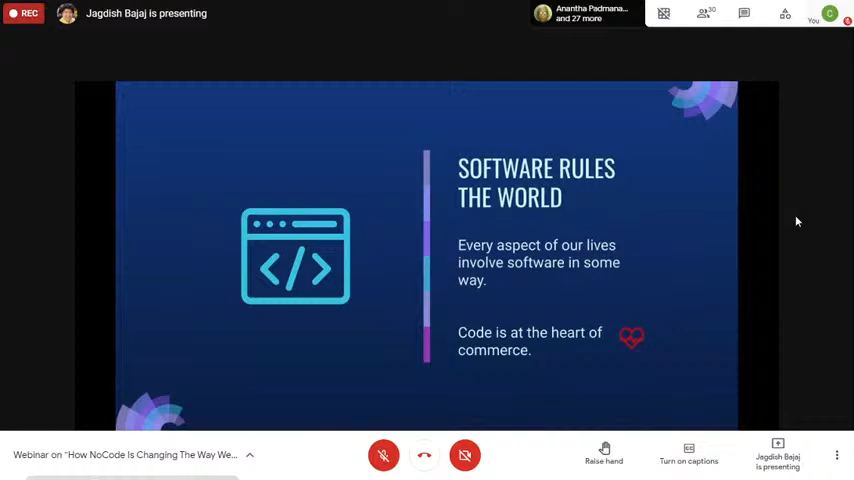 REC
Jagdish Bajaj is presenting
Anantha Padmana...
and 27 more
30
C
You
SOFTWARE RULES
THE WORLD
Every aspect of our lives
involve software in some
way.
</>
Code is at the heart of
commerce.
Webinar on "How NoCode Is Changing The Way We...
Raise hand
CC
Turn on captions
Jagdish Bajaj
is presenting